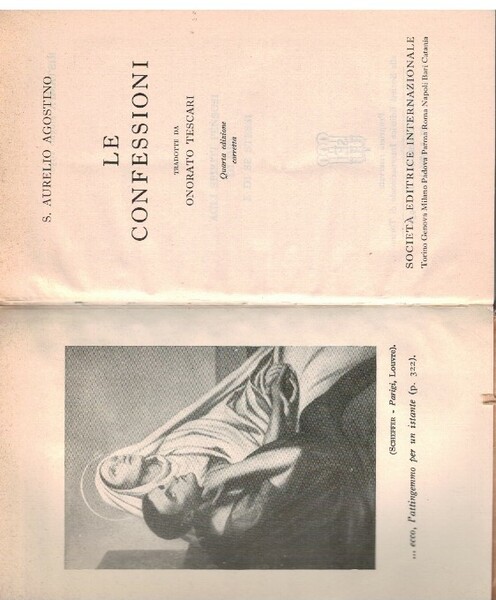 S. AURELIO AGOSTINO
LE
CONFESSIONI
TRADOTTE DA
ONORATO TESCARI
Quarta edizione
corretta
SOCIETÀ EDITRICE INTERNAZIONALE
Torino Genova Milano Padova Parma Roma Napoli Bari Catania
(SCHEFFER - Parigi, LOUVRE).
... ecco, l'attingemmo per un istante (p. 322).